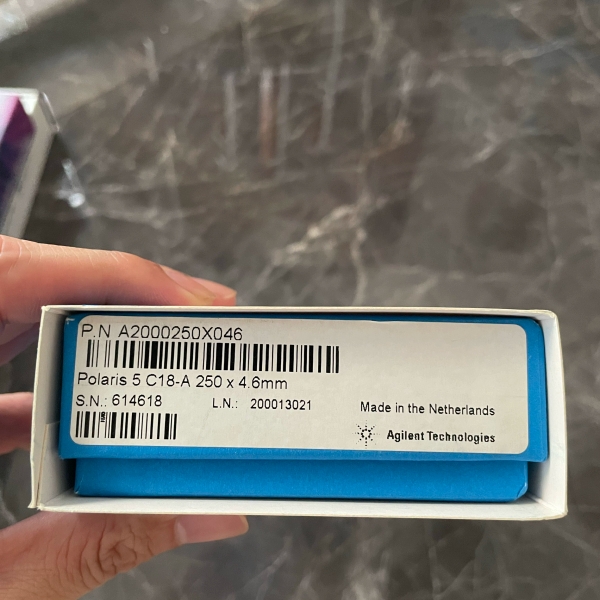 P.N A2000250X046
Polaris 5 C18-A 250 x 4.6mm
S.N.: 614618 L.N.: 200013021 Made in the Netherlands
Agilent Technologies